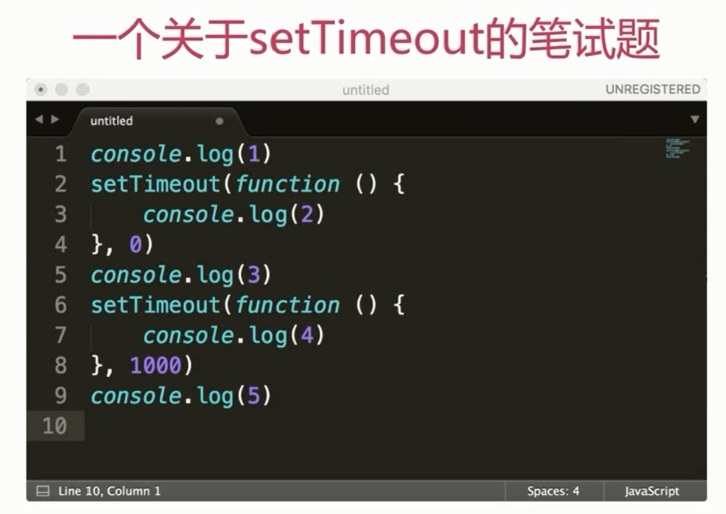 一个关于setTimeout的笔试题
untitled
UNREGISTERED
untitled
1 console.log(1)
2 setTimeout(function () {
3     console.log(2)
4 }, 0)
5 console.log(3)
6 setTimeout(function () {
7     console.log(4)
8 }, 1000)
9 console.log(5)
10
Line 10, Column 1
Spaces: 4
JavaScript